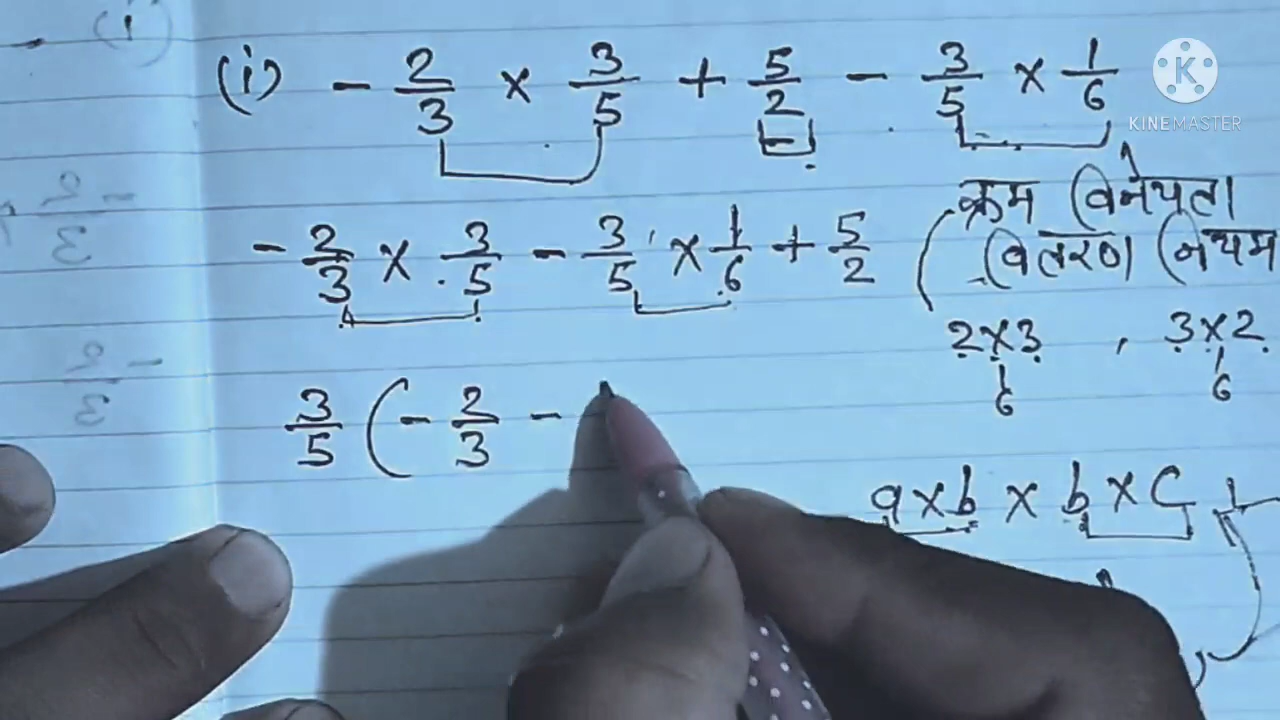 (i) - 2/3 × 3/5 + 5/2 - 3/5 × 1/6
KINEMASTER
- 2/3 × 3/5 - 3/5 × 1/6 + 5/2
क्रम विनेयता
वितरण नियम
2×3 , 3×2
6 6
3/5 ( - 2/3 -
a×b × b×c